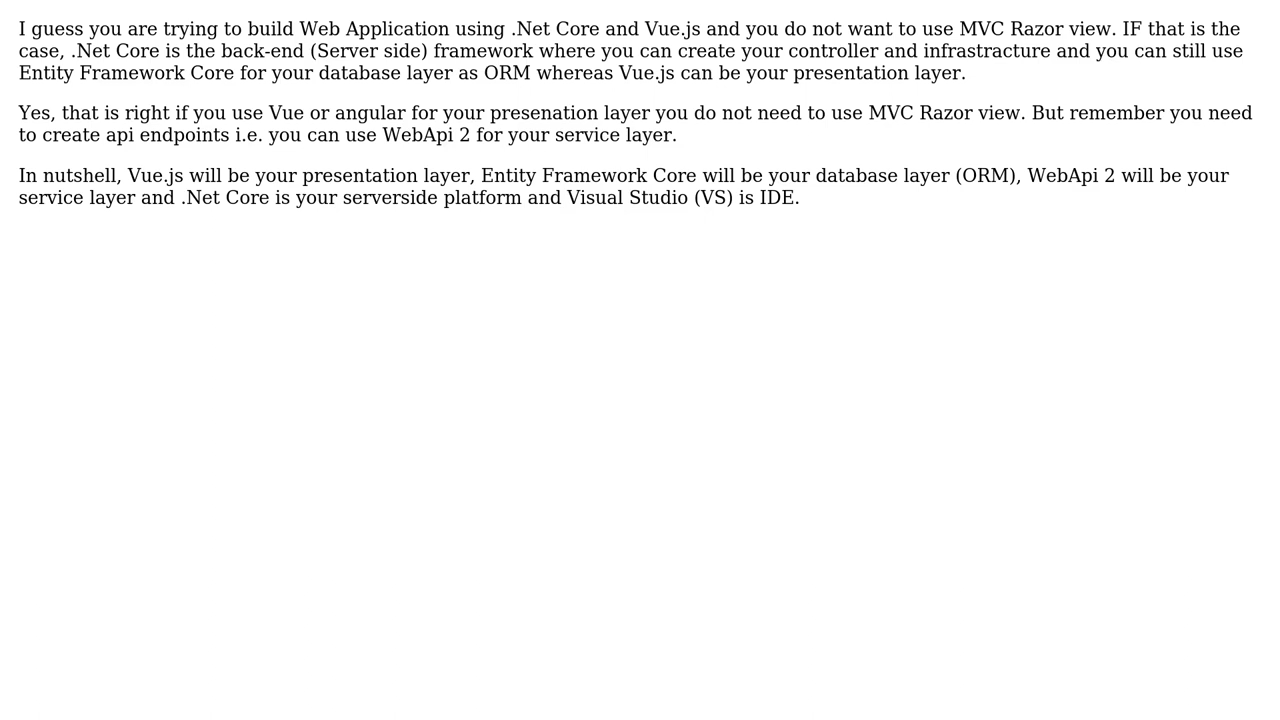 I guess you are trying to build Web Application using .Net Core and Vue.js and you do not want to use MVC Razor view. IF that is the
case, .Net Core is the back-end (Server side) framework where you can create your controller and infrastracture and you can still use
Entity Framework Core for your database layer as ORM whereas Vue.js can be your presentation layer.
Yes, that is right if you use Vue or angular for your presenation layer you do not need to use MVC Razor view. But remember you need
to create api endpoints i.e. you can use WebApi 2 for your service layer.
In nutshell, Vue.js will be your presentation layer, Entity Framework Core will be your database layer (ORM), WebApi 2 will be your
service layer and .Net Core is your serverside platform and Visual Studio (VS) is IDE.